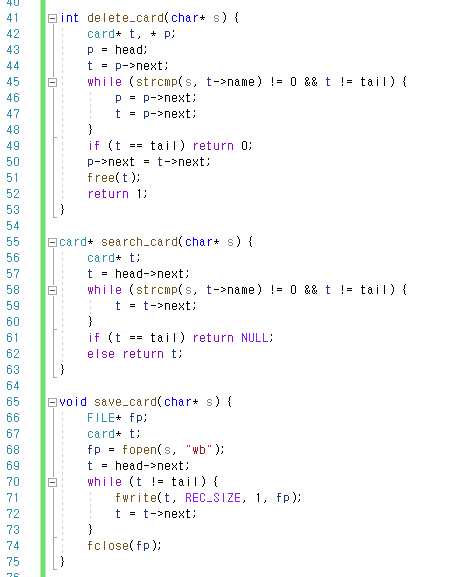 41 int delete_card(char* s) {
42 card* t, * p;
43 p = head;
44 t = p->next;
45 while (strcmp(s, t->name) != 0 && t != tail) {
46 p = p->next;
47 t = p->next;
48 }
49 if (t == tail) return 0;
50 p->next = t->next;
51 free(t);
52 return 1;
53 }
54
55 card* search_card(char* s) {
56 card* t;
57 t = head->next;
58 while (strcmp(s, t->name) != 0 && t != tail) {
59 t = t->next;
60 }
61 if (t == tail) return NULL;
62 else return t;
63 }
64
65 void save_card(char* s) {
66 FILE* fp;
67 card* t;
68 fp = fopen(s, "wb");
69 t = head->next;
70 while (t != tail) {
71 fwrite(t, REC_SIZE, 1, fp);
72 t = t->next;
73 }
74 fclose(fp);
75 }